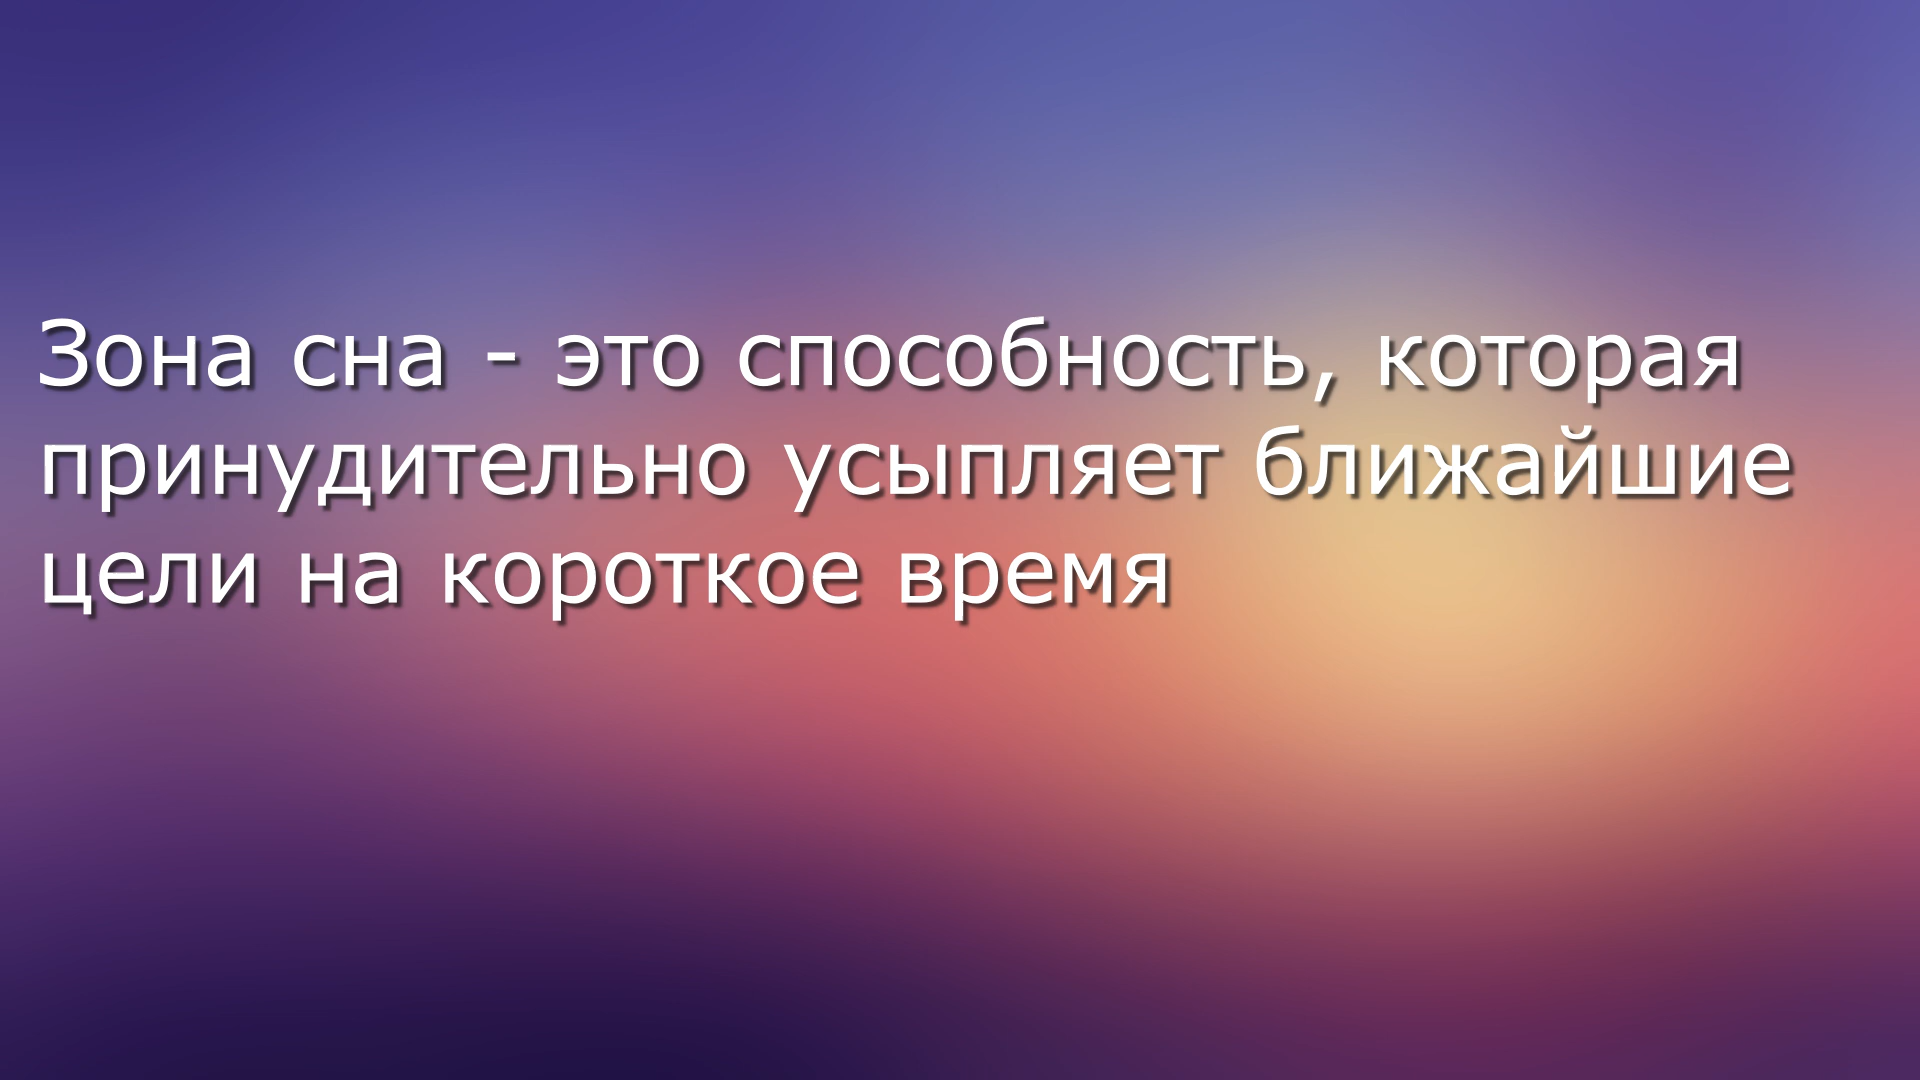 Зона сна - это способность, которая
принудительно усыпляет ближайшие
цели на короткое время